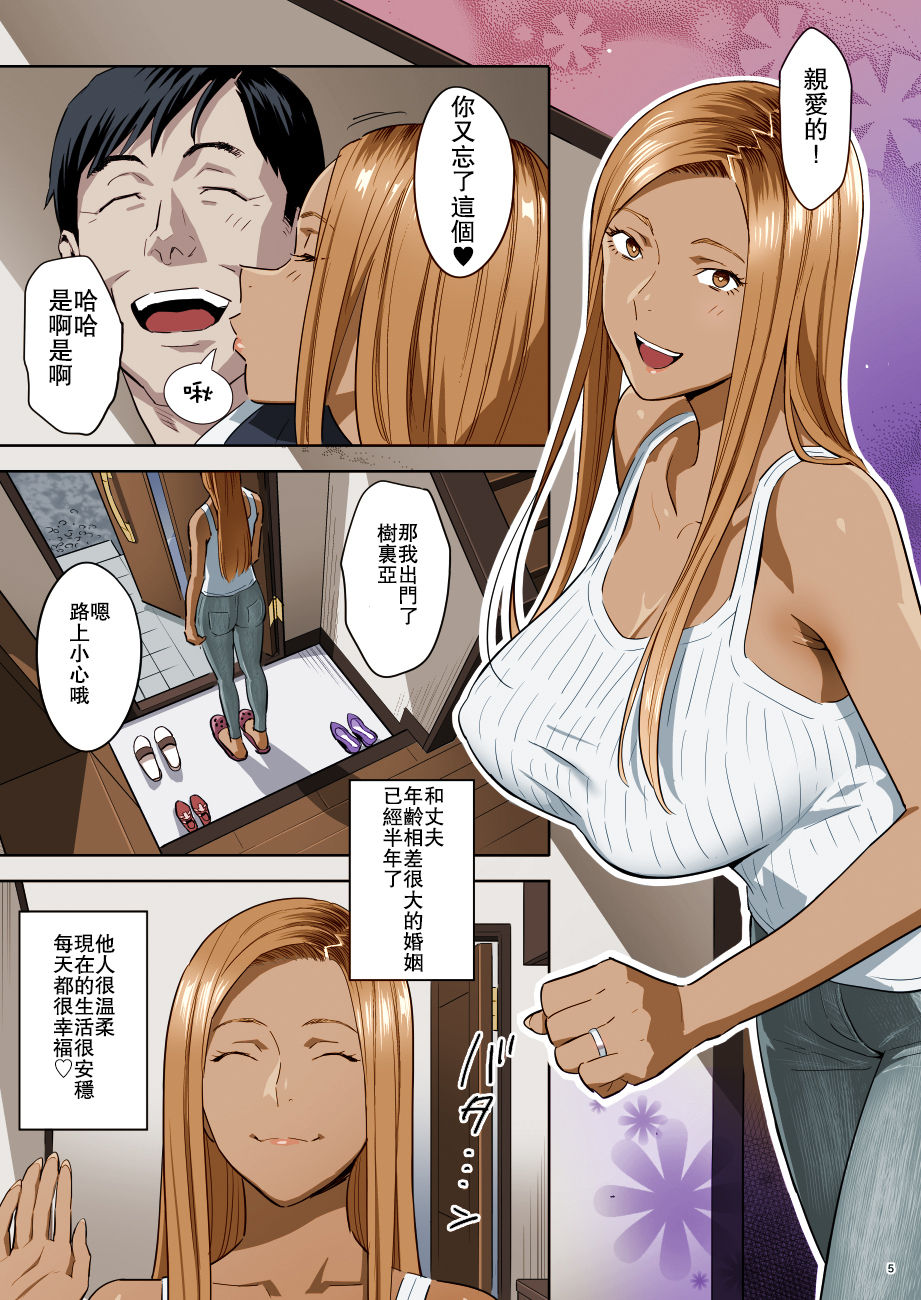 親愛的！
你又忘了這個♥
哈哈
是啊是啊
啾
那我出門了
樹裏亞
嗯
路上小心哦
和丈夫
年齡相差很大的婚姻
已經半年了
他人很溫柔
現在的生活很安穩
每天都很幸福♡
バタ…ン
5